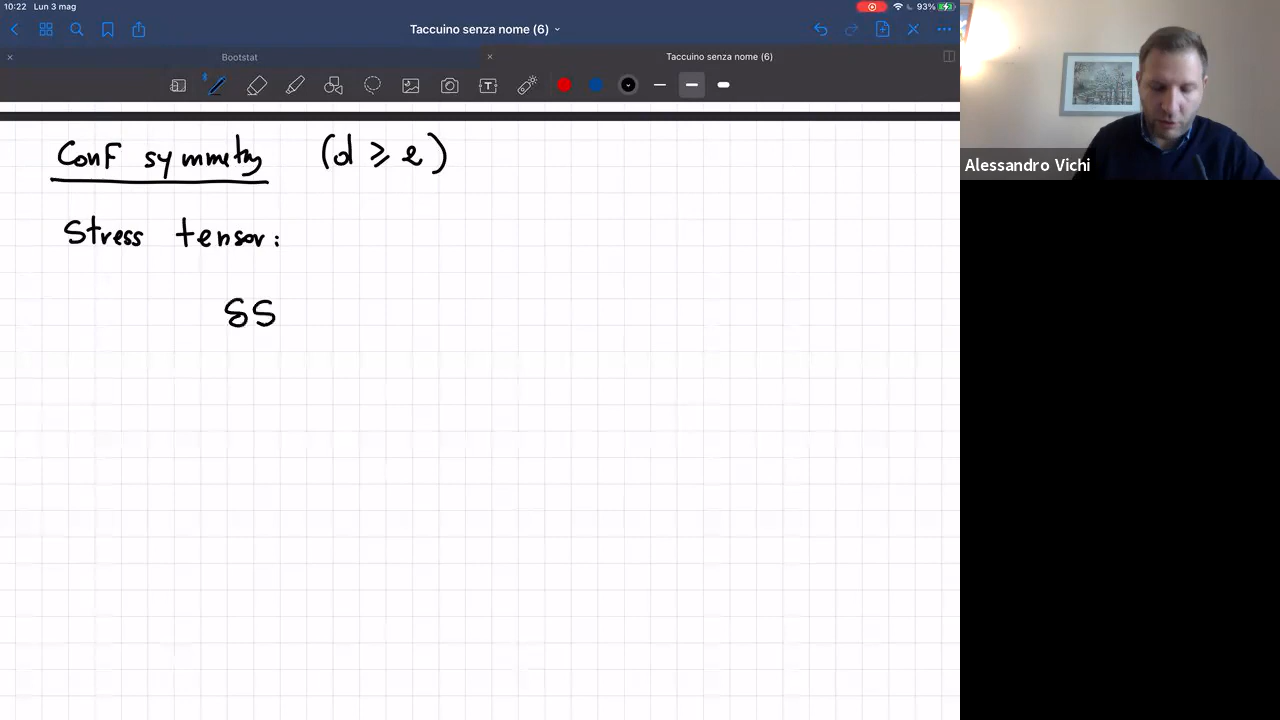 10:22 Lun 3 mag 93%
Taccuino senza nome (6)
Bootstat Taccuino senza nome (6)
Conf symmetry (d ≥ 2)
Stress tensor:
δS
Alessandro Vichi